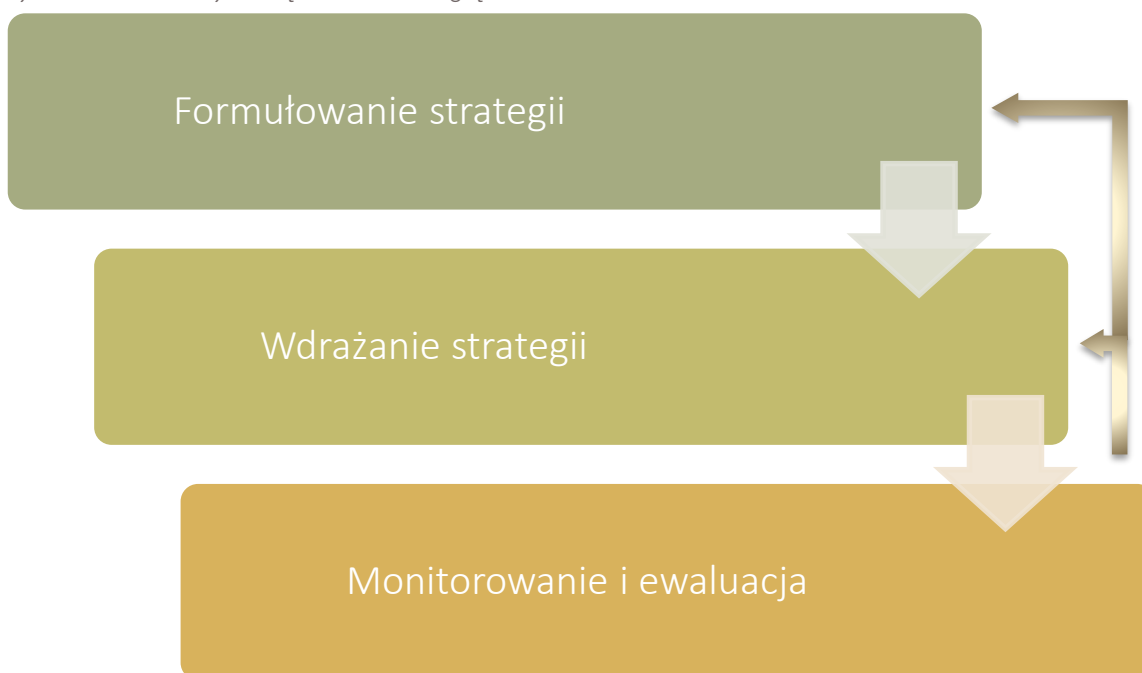 Formułowanie strategii
Wdrażanie strategii
Monitorowanie i ewaluacja